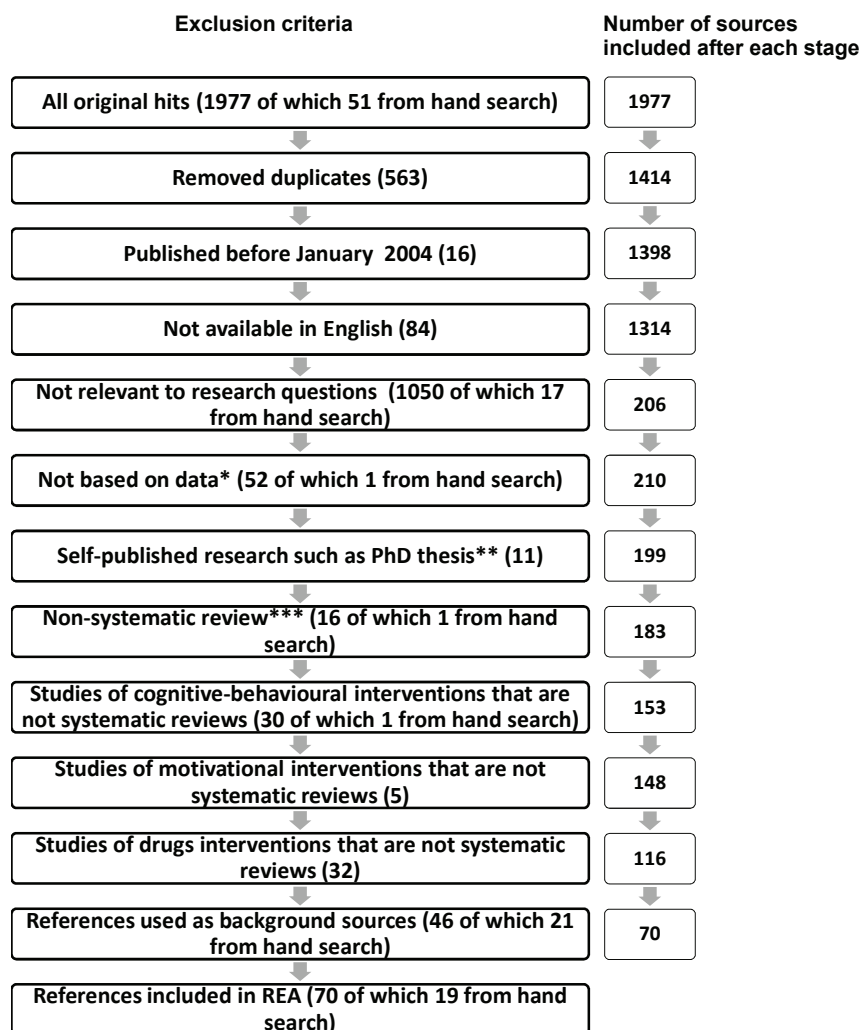 Exclusion criteria
Number of sources
included after each stage
All original hits (1977 of which 51 from hand search)
1977
Removed duplicates (563)
1414
Published before January 2004 (16)
1398
Not available in English (84)
1314
Not relevant to research questions (1050 of which 17
from hand search)
206
Not based on data* (52 of which 1 from hand search)
210
Self-published research such as PhD thesis** (11)
199
Non-systematic review*** (16 of which 1 from hand
search)
183
Studies of cognitive-behavioural interventions that are
not systematic reviews (30 of which 1 from hand search)
153
Studies of motivational interventions that are not
systematic reviews (5)
148
Studies of drugs interventions that are not systematic
reviews (32)
116
References used as background sources (46 of which 21
from hand search)
70
References included in REA (70 of which 19 from hand
search)